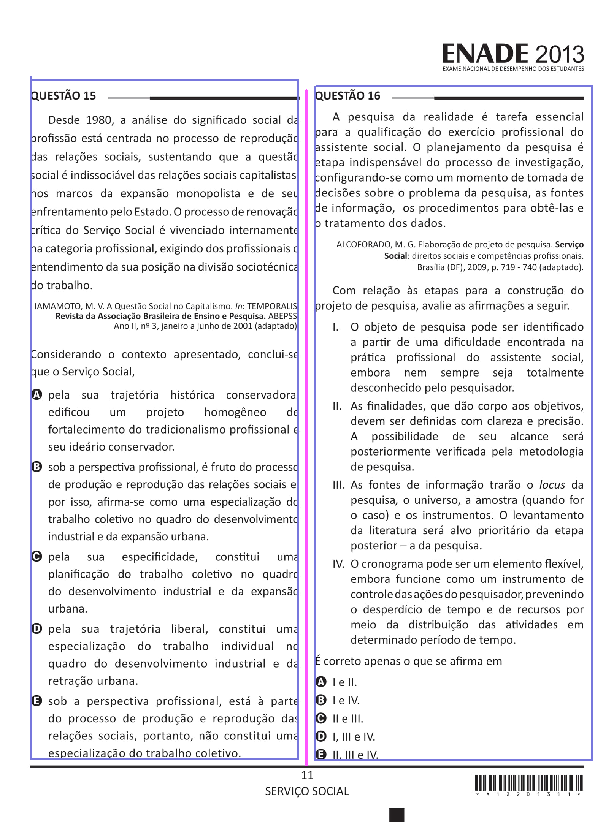 ENADE 2013
EXAME NACIONAL DE DESEMPENHO DOS ESTUDANTES
QUESTÃO 15
Desde 1980, a análise do significado social da
profissão está centrada no processo de reprodução
das relações sociais, sustentando que a questão
social é indissociável das relações sociais capitalistas,
nos marcos da expansão monopolista e de seu
enfrentamento pelo Estado. O processo de renovação
crítica do Serviço Social é vivenciado internamente
na categoria profissional, exigindo dos profissionais o
entendimento da sua posição na divisão sociotécnica
do trabalho.
IAMAMOTO, M. V. A Questão Social no Capitalismo. In: TEMPORALIS
Revista da Associação Brasileira de Ensino e Pesquisa. ABEPSS
Ano II, nº 3, janeiro a junho de 2001 (adaptado)
Considerando o contexto apresentado, conclui-se
que o Serviço Social,
A pela sua trajetória histórica conservadora,
edificou um projeto homogêneo de
fortalecimento do tradicionalismo profissional e
seu ideário conservador.
B sob a perspectiva profissional, é fruto do processo
de produção e reprodução das relações sociais e,
por isso, afirma-se como uma especialização do
trabalho coletivo no quadro do desenvolvimento
industrial e da expansão urbana.
C pela sua especificidade, constitui uma
planificação do trabalho coletivo no quadro
do desenvolvimento industrial e da expansão
urbana.
D pela sua trajetória liberal, constitui uma
especialização do trabalho individual no
quadro do desenvolvimento industrial e da
retração urbana.
E sob a perspectiva profissional, está à parte
do processo de produção e reprodução das
relações sociais, portanto, não constitui uma
especialização do trabalho coletivo.
QUESTÃO 16
A pesquisa da realidade é tarefa essencial
para a qualificação do exercício profissional do
assistente social. O planejamento da pesquisa é
etapa indispensável do processo de investigação,
configurando-se como um momento de tomada de
decisões sobre o problema da pesquisa, as fontes
de informação, os procedimentos para obtê-las e
o tratamento dos dados.
ALCOFORADO, M. G. Elaboração de projeto de pesquisa. Serviço
Social: direitos sociais e competências profissionais.
Brasília (DF), 2009, p. 719 - 740 (adaptado).
Com relação às etapas para a construção do
projeto de pesquisa, avalie as afirmações a seguir.
I. O objeto de pesquisa pode ser identificado
a partir de uma dificuldade encontrada na
prática profissional do assistente social,
embora nem sempre seja totalmente
desconhecido pelo pesquisador.
II. As finalidades, que dão corpo aos objetivos,
devem ser definidas com clareza e precisão.
A possibilidade de seu alcance será
posteriormente verificada pela metodologia
de pesquisa.
III. As fontes de informação trarão o locus da
pesquisa, o universo, a amostra (quando for
o caso) e os instrumentos. O levantamento
da literatura será alvo prioritário da etapa
posterior – a da pesquisa.
IV. O cronograma pode ser um elemento flexível,
embora funcione como um instrumento de
controle das ações do pesquisador, prevenindo
o desperdício de tempo e de recursos por
meio da distribuição das atividades em
determinado período de tempo.
É correto apenas o que se afirma em
A I e II.
B I e IV.
C II e III.
D I, III e IV.
E II, III e IV.
11
SERVIÇO SOCIAL